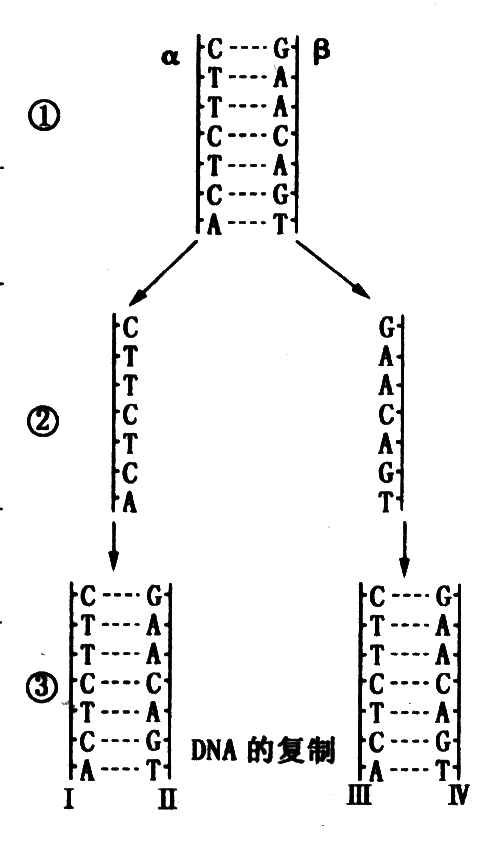 α C G β
T A
T A
① C C
T A
C G
A T
C G
T A
T A
② C C
T A
C G
A T
C G C G
T A T A
T A T A
③ C C C C
T A T A
C G DNA 的复制 C G
A T A T
I II III IV